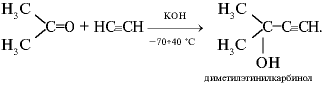 H₃C H₃C
C=O + HC≡CH KOH −70÷40 °C C−C≡CH.
H₃C H₃C
OH
диметилэтинилкарбинол